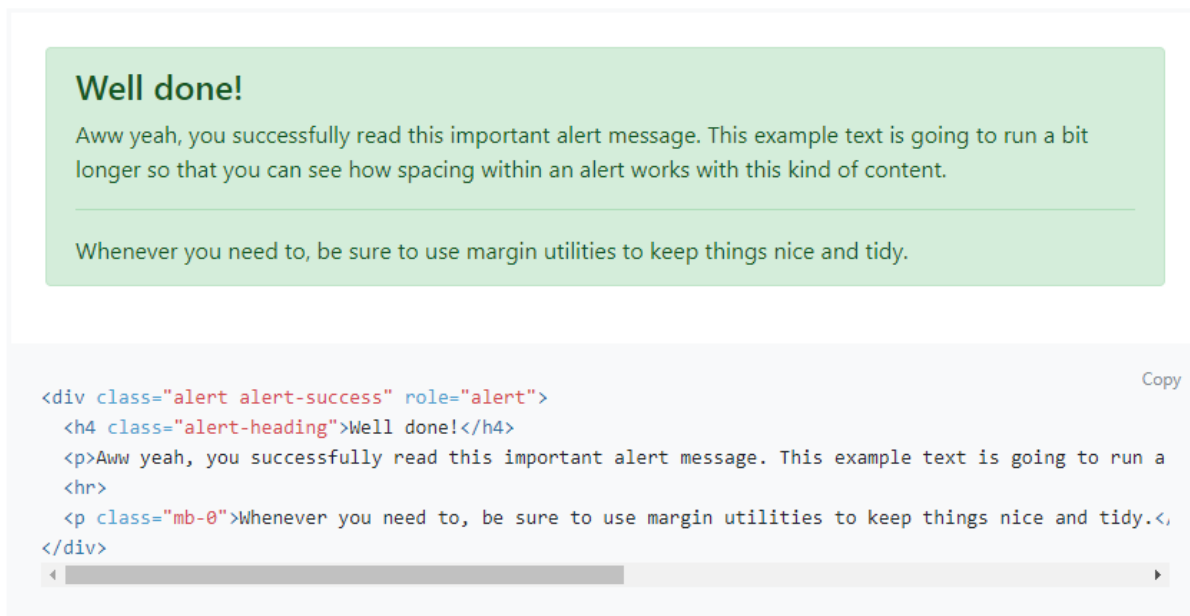 Well done!
Aww yeah, you successfully read this important alert message. This example text is going to run a bit
longer so that you can see how spacing within an alert works with this kind of content.
Whenever you need to, be sure to use margin utilities to keep things nice and tidy.
Copy
<div class="alert alert-success" role="alert">
  <h4 class="alert-heading">Well done!</h4>
  <p>Aww yeah, you successfully read this important alert message. This example text is going to run a
  <hr>
  <p class="mb-0">Whenever you need to, be sure to use margin utilities to keep things nice and tidy.</
</div>